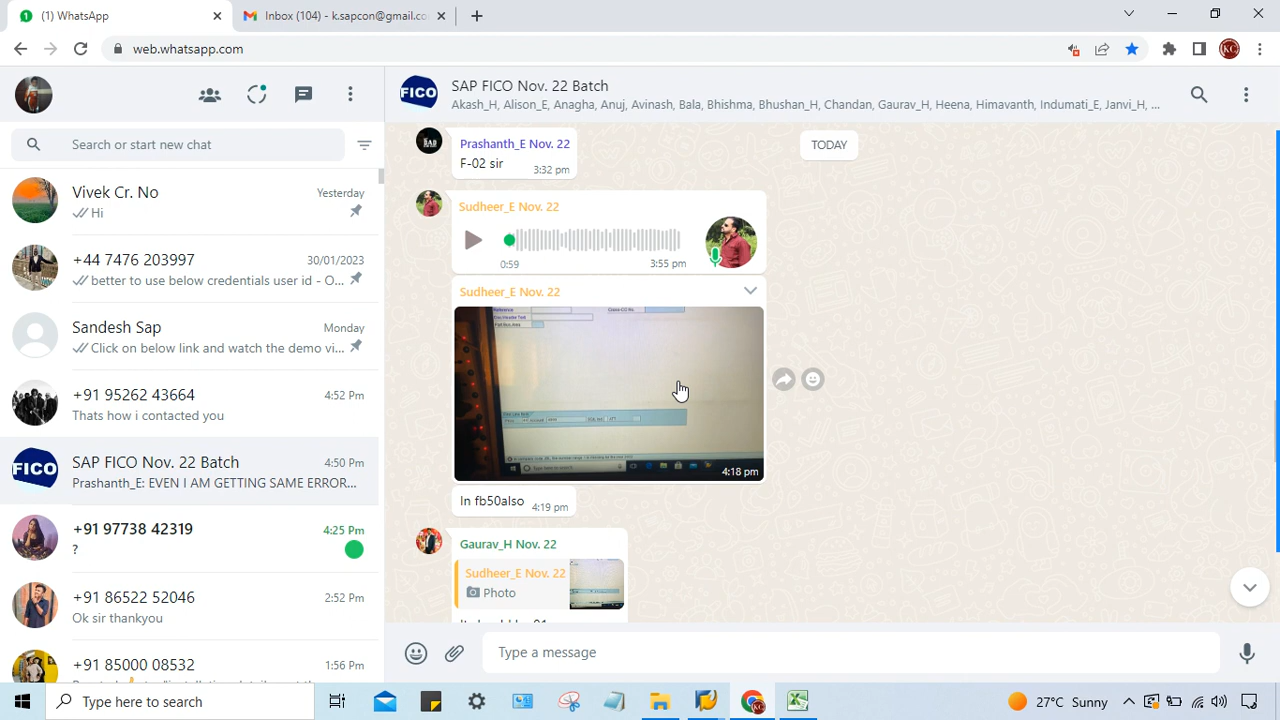 (1) WhatsApp
Inbox (104) - k.sapcon@gmail.co
web.whatsapp.com
KC
FICO
SAP FICO Nov. 22 Batch
Akash_H, Alison_E, Anagha, Anuj, Avinash, Bala, Bhishma, Bhushan_H, Chandan, Gaurav_H, Heena, Himavanth, Indumati_E, Janvi_H, ...
Search or start new chat
Vivek Cr. No
Yesterday
Hi
+44 7476 203997
30/01/2023
better to use below credentials user id - O...
Sandesh Sap
Monday
Click on below link and watch the demo vi...
+91 95262 43664
4:52 Pm
Thats how i contacted you
FICO
SAP FICO Nov. 22 Batch
4:50 Pm
Prashanth_E: EVEN I AM GETTING SAME ERROR...
+91 97738 42319
4:25 Pm
?
+91 86522 52046
2:52 Pm
Ok sir thankyou
+91 85000 08532
1:56 Pm
TODAY
Prashanth_E Nov. 22
F-02 sir
3:32 pm
Sudheer_E Nov. 22
0:59
3:55 pm
Sudheer_E Nov. 22
Reference
4:18 pm
In fb50also
4:19 pm
Gaurav_H Nov. 22
Sudheer_E Nov. 22
Photo
Type a message
Type here to search
27°C Sunny